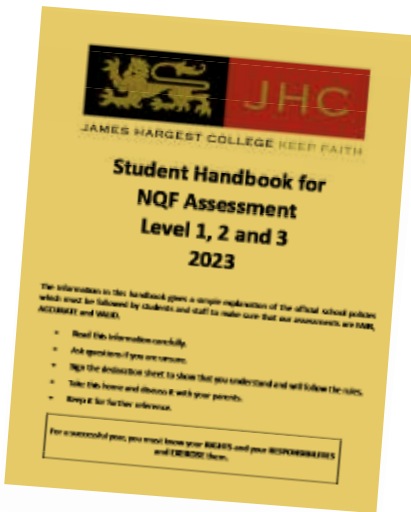 JHC
JAMES HARGEST COLLEGE KEEP FAITH
Student Handbook for
NQF Assessment
Level 1, 2 and 3
2023
The information in this handbook gives a simple explanation of the official school policies
which must be followed by students and staff to make sure that our assessments are FAIR,
ACCURATE and VALID.
• Read this information carefully.
• Ask questions if you are unsure.
• Sign the declaration sheet to show that you understand and will follow the rules.
• Take this home and discuss it with your parents.
• Keep it for further reference.
For a successful year, you must know your RIGHTS and your RESPONSIBILITIES
and EXERCISE them.